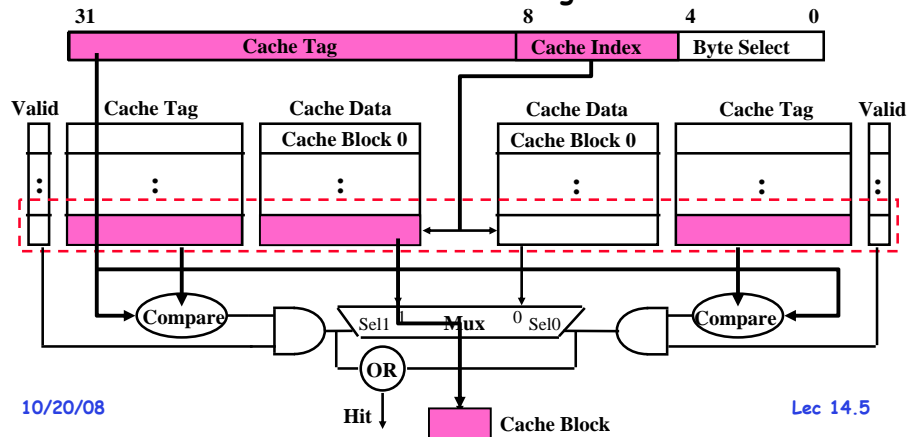 31 8 4 0
Cache Tag Cache Index Byte Select
Valid Cache Tag Cache Data Cache Data Cache Tag Valid
Cache Block 0 Cache Block 0
: : : : : :
Compare Sel1 1 Mux 0 Sel0 Compare
OR
10/20/08 Hit Cache Block Lec 14.5